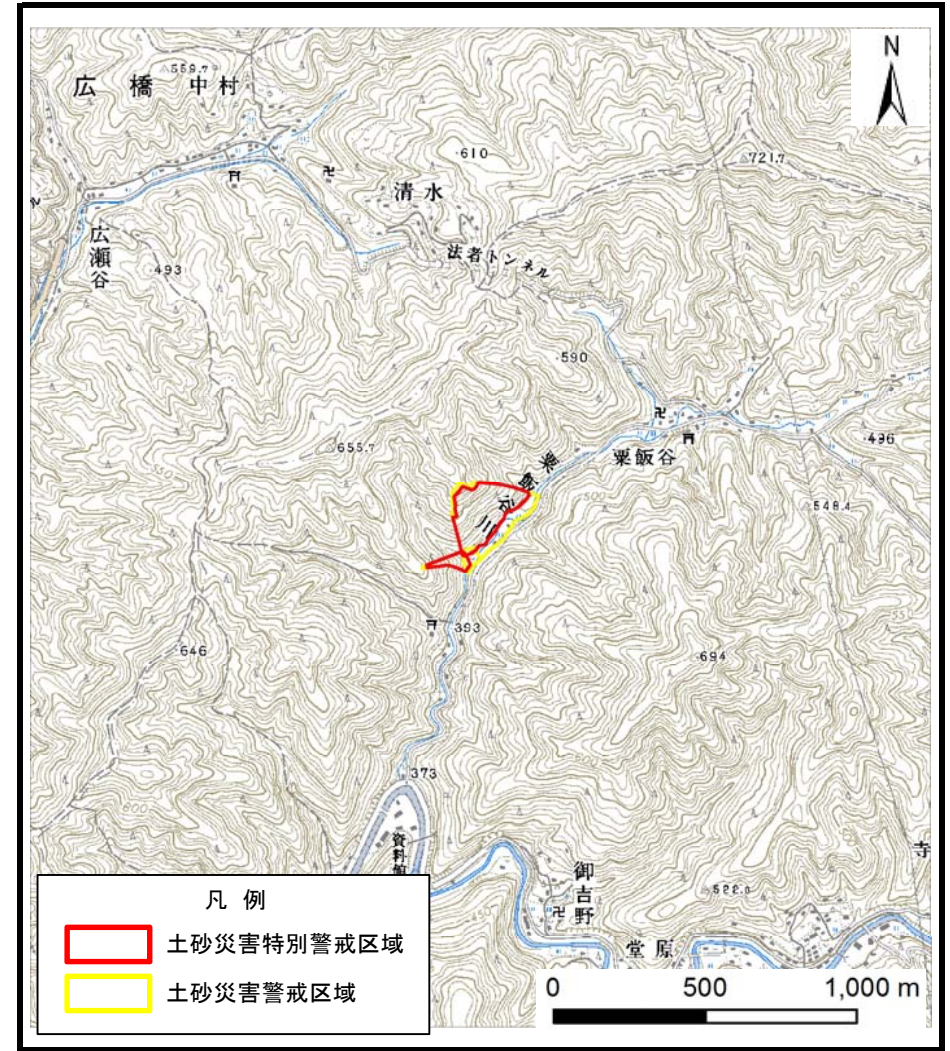 N
559.7
広橋 中村
610
721.7
清水
広瀬谷
法者トンネル
493
590
496
粟飯谷
655.7
粟飯谷川
500
548.4
393
646
694
373
資料館
御吉野
522.0
寺
堂原
凡 例
土砂災害特別警戒区域
土砂災害警戒区域
0 500 1,000 m